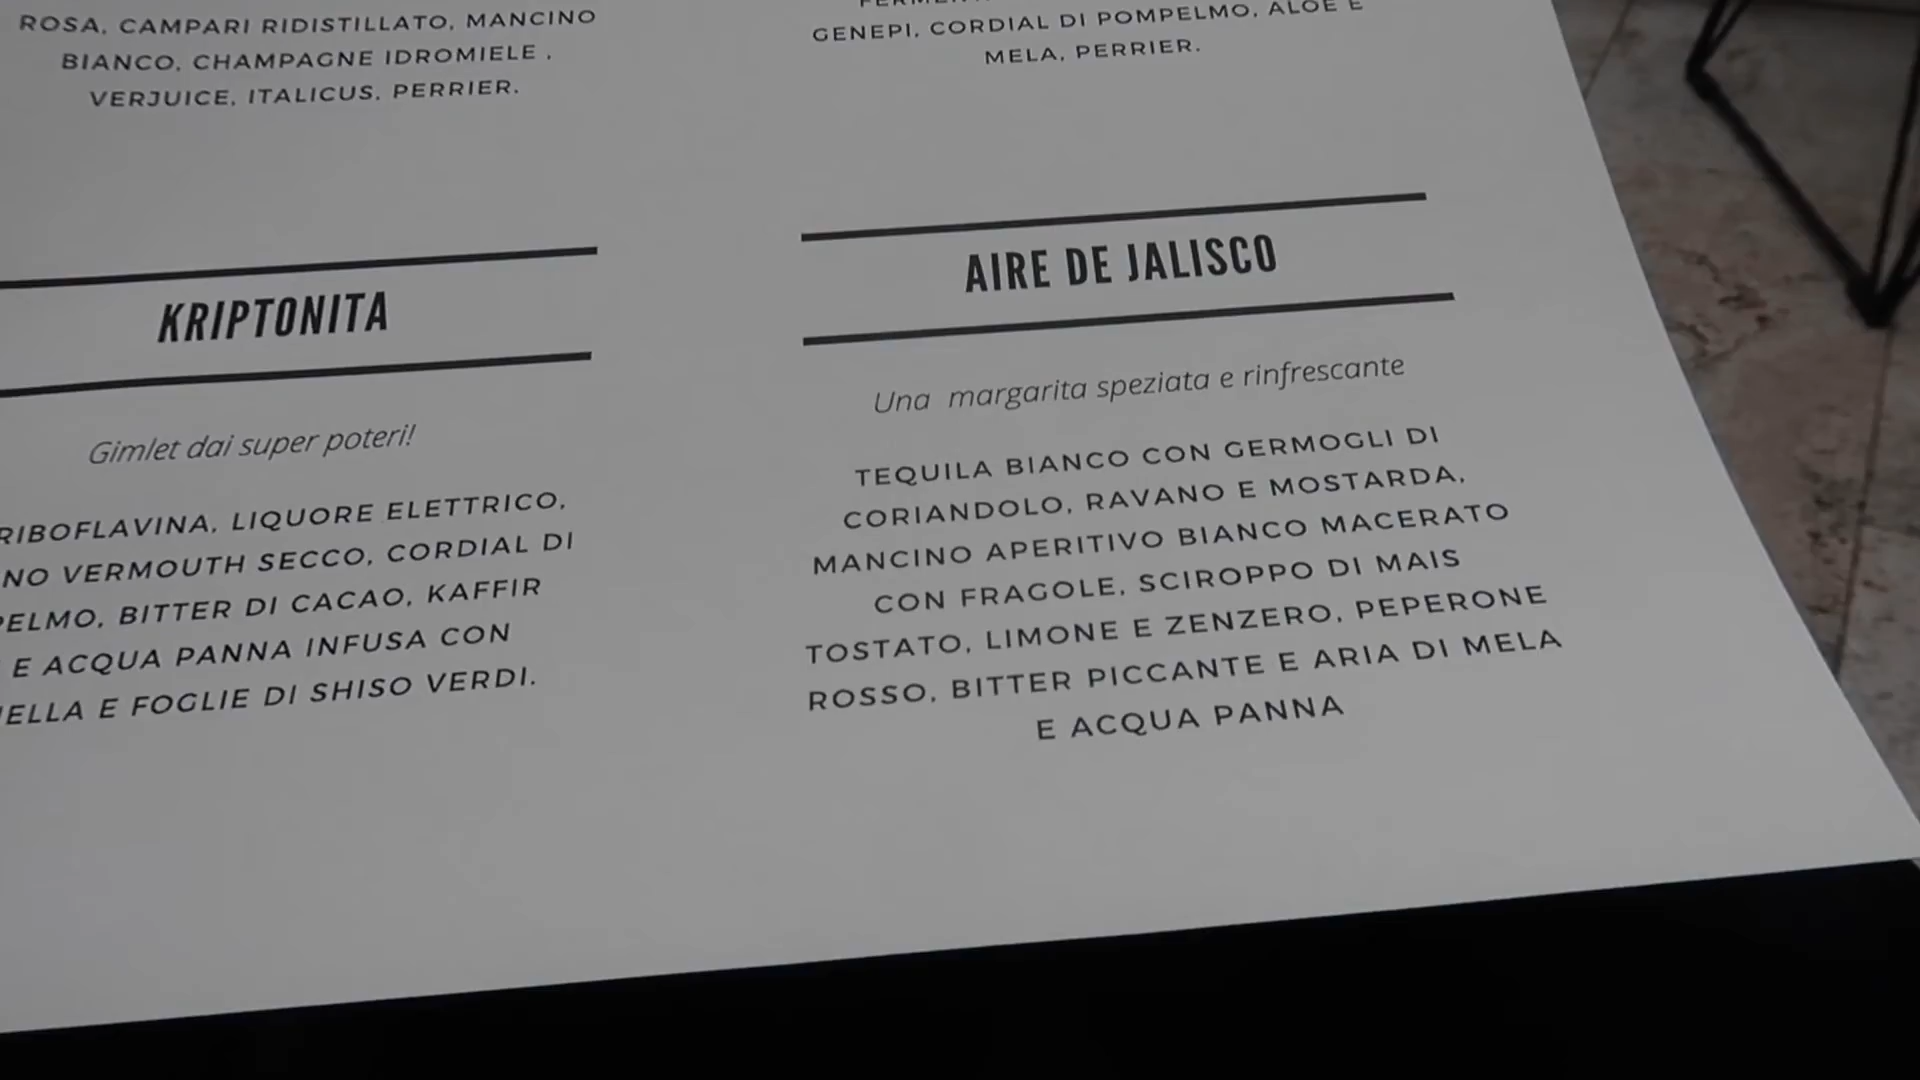 ROSA, CAMPARI RIDISTILLATO, MANCINO
BIANCO, CHAMPAGNE IDROMIELE ,
VERJUICE, ITALICUS, PERRIER.
GENEPI, CORDIAL DI POMPELMO, ALOE E
MELA, PERRIER.
KRIPTONITA
Gimlet dai super poteri!
RIBOFLAVINA, LIQUORE ELETTRICO,
VERMOUTH SECCO, CORDIAL DI
BITTER DI CACAO, KAFFIR
E ACQUA PANNA INFUSA CON
E FOGLIE DI SHISO VERDI.
AIRE DE JALISCO
Una margarita speziata e rinfrescante
TEQUILA BIANCO CON GERMOGLI DI
CORIANDOLO, RAVANO E MOSTARDA,
MANCINO APERITIVO BIANCO MACERATO
CON FRAGOLE, SCIROPPO DI MAIS
TOSTATO, LIMONE E ZENZERO, PEPERONE
ROSSO, BITTER PICCANTE E ARIA DI MELA
E ACQUA PANNA